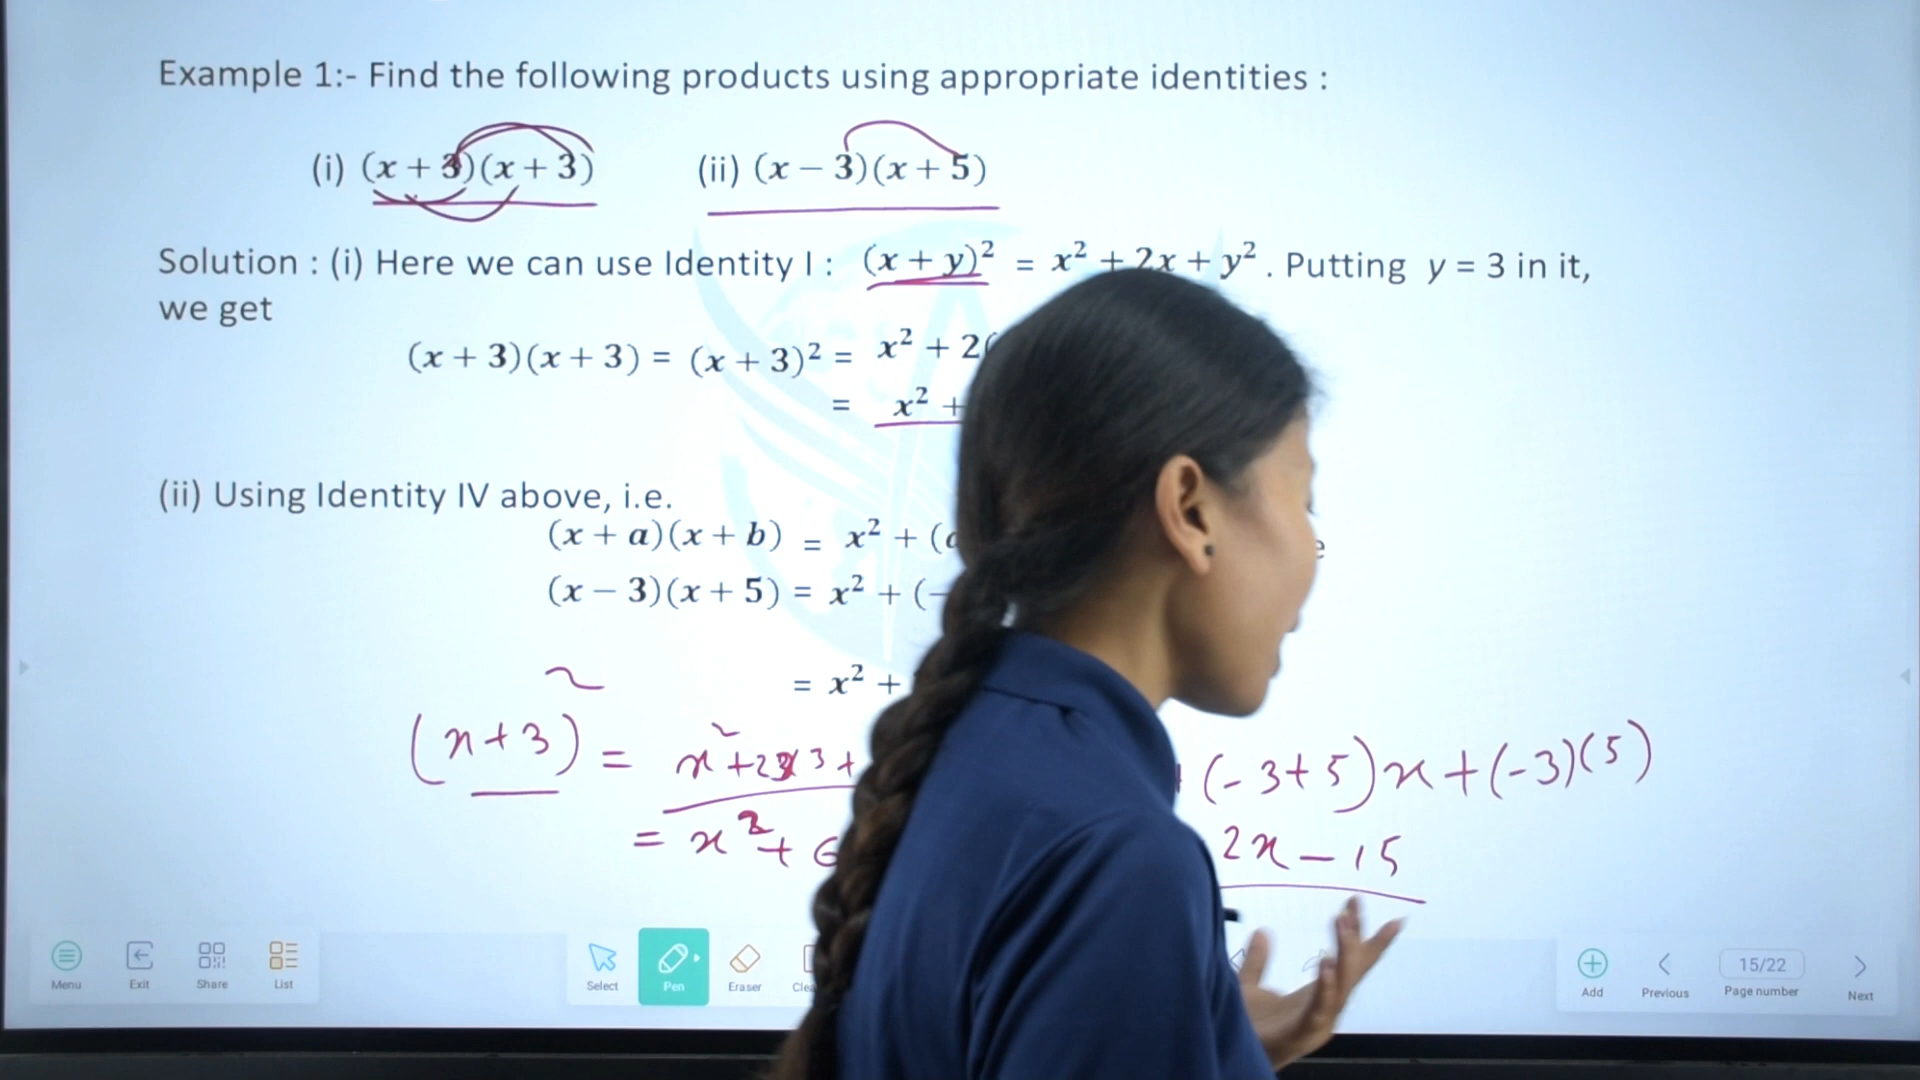 Example 1:- Find the following products using appropriate identities :
(i) (x + 3)(x + 3) (ii) (x − 3)(x + 5)
Solution : (i) Here we can use Identity I : (x + y)² = x² + 2x + y² . Putting y = 3 in it,
we get
(x + 3)(x + 3) = (x + 3)² = x² + 2(
= x² +
(ii) Using Identity IV above, i.e.
(x + a)(x + b) = x² + (
(x − 3)(x + 5) = x² + (−
= x² +
(x+3)² = x²+2x3+ (-3+5)x+(-3)(5)
= x²+6 2x-15
Menu Exit Share List Select Pen Eraser Add Previous 15/22 Page number Next